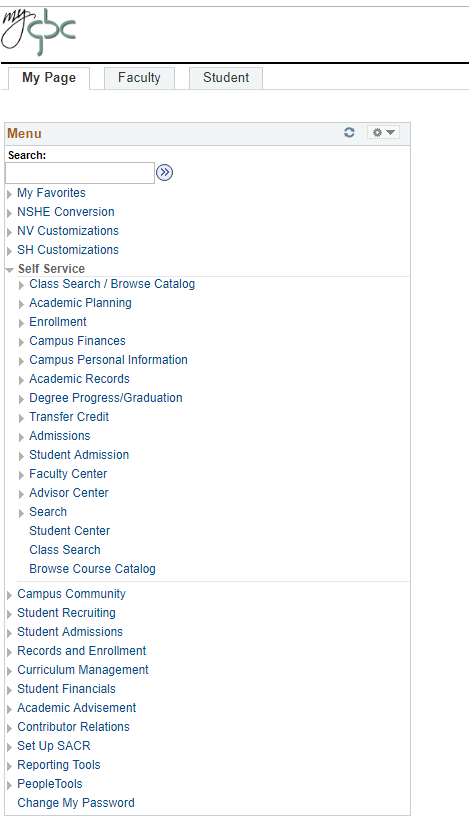 my gbc
My Page Faculty Student
Menu
Search:
My Favorites
NSHE Conversion
NV Customizations
SH Customizations
Self Service
Class Search / Browse Catalog
Academic Planning
Enrollment
Campus Finances
Campus Personal Information
Academic Records
Degree Progress/Graduation
Transfer Credit
Admissions
Student Admission
Faculty Center
Advisor Center
Search
Student Center
Class Search
Browse Course Catalog
Campus Community
Student Recruiting
Student Admissions
Records and Enrollment
Curriculum Management
Student Financials
Academic Advisement
Contributor Relations
Set Up SACR
Reporting Tools
PeopleTools
Change My Password